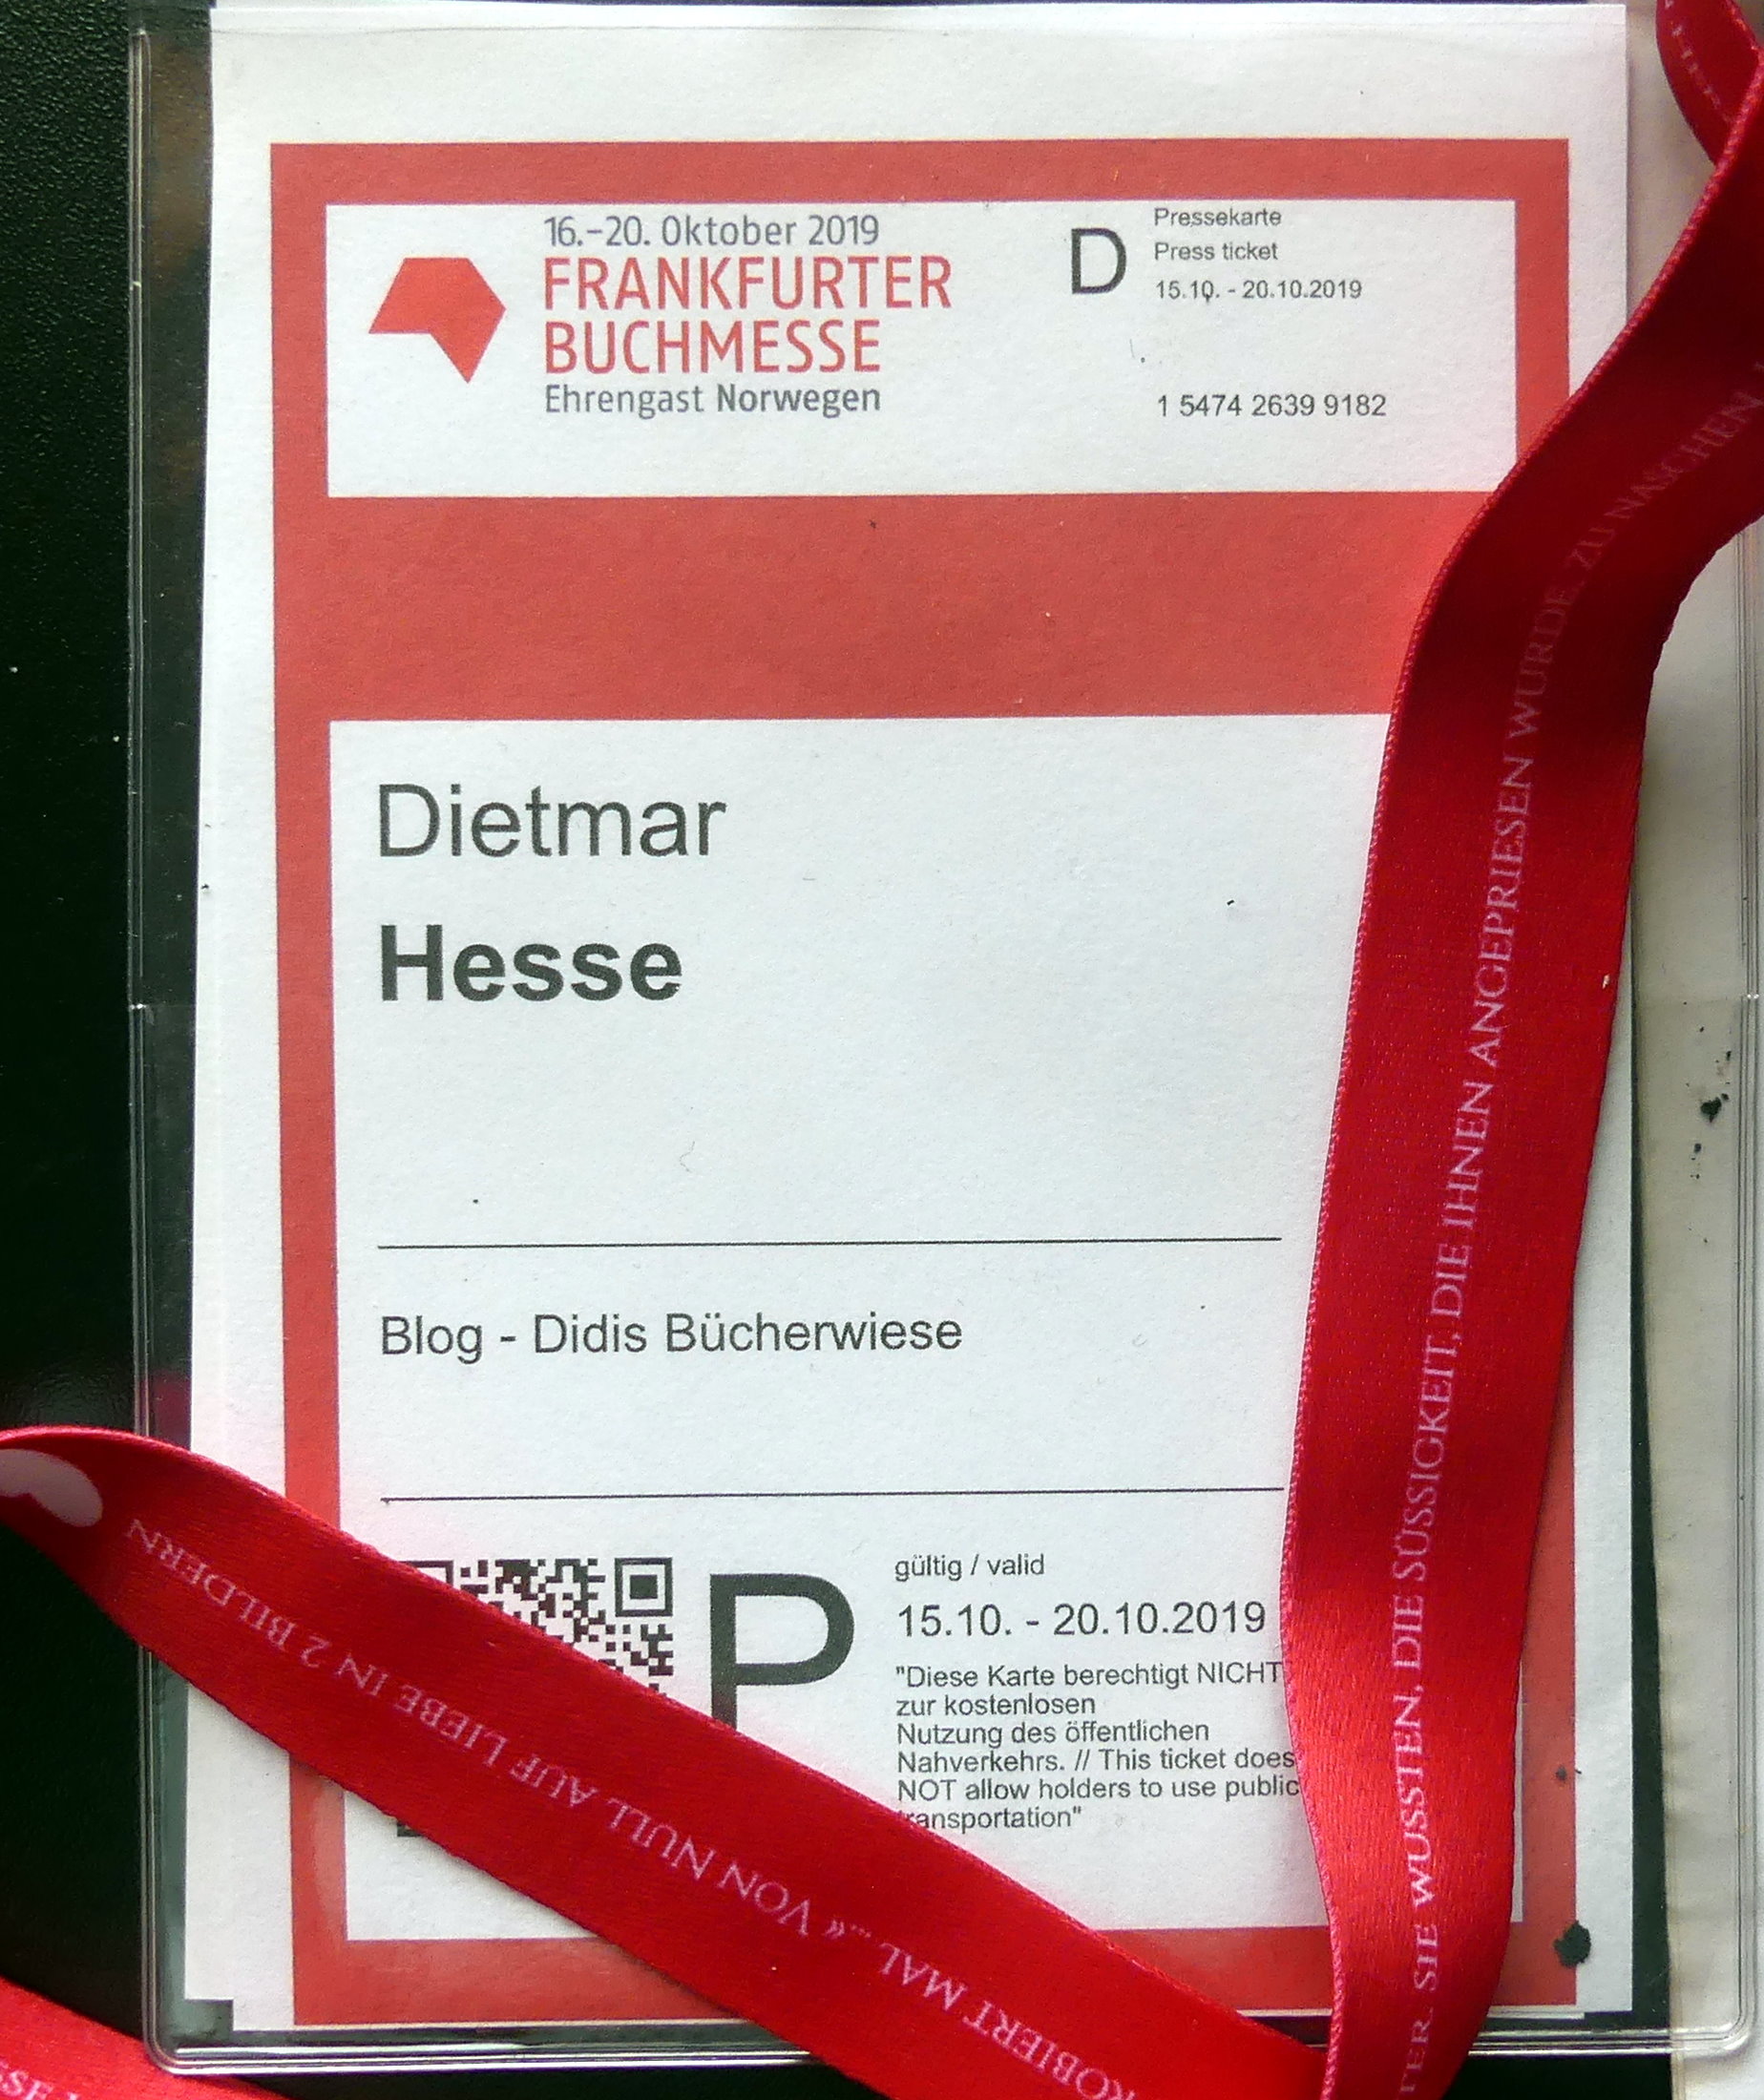 16.-20. Oktober 2019
FRANKFURTER
BUCHMESSE
Ehrengast Norwegen
D
Pressekarte
Press ticket
15.10. - 20.10.2019
1 5474 2639 9182
Dietmar
Hesse
Blog - Didis Bücherwiese
P
gültig / valid
15.10. - 20.10.2019
"Diese Karte berechtigt NICHT
zur kostenlosen
Nutzung des öffentlichen
Nahverkehrs. // This ticket does
NOT allow holders to use public
transportation"
SIE WUSSTEN, DIE SÜSSIGKEIT, DIE IHNEN ANGEPRIESEN WURDE, ZU NASCHEN
MAL ...« VON NULL AUF LIEBE IN 2 BILDERN